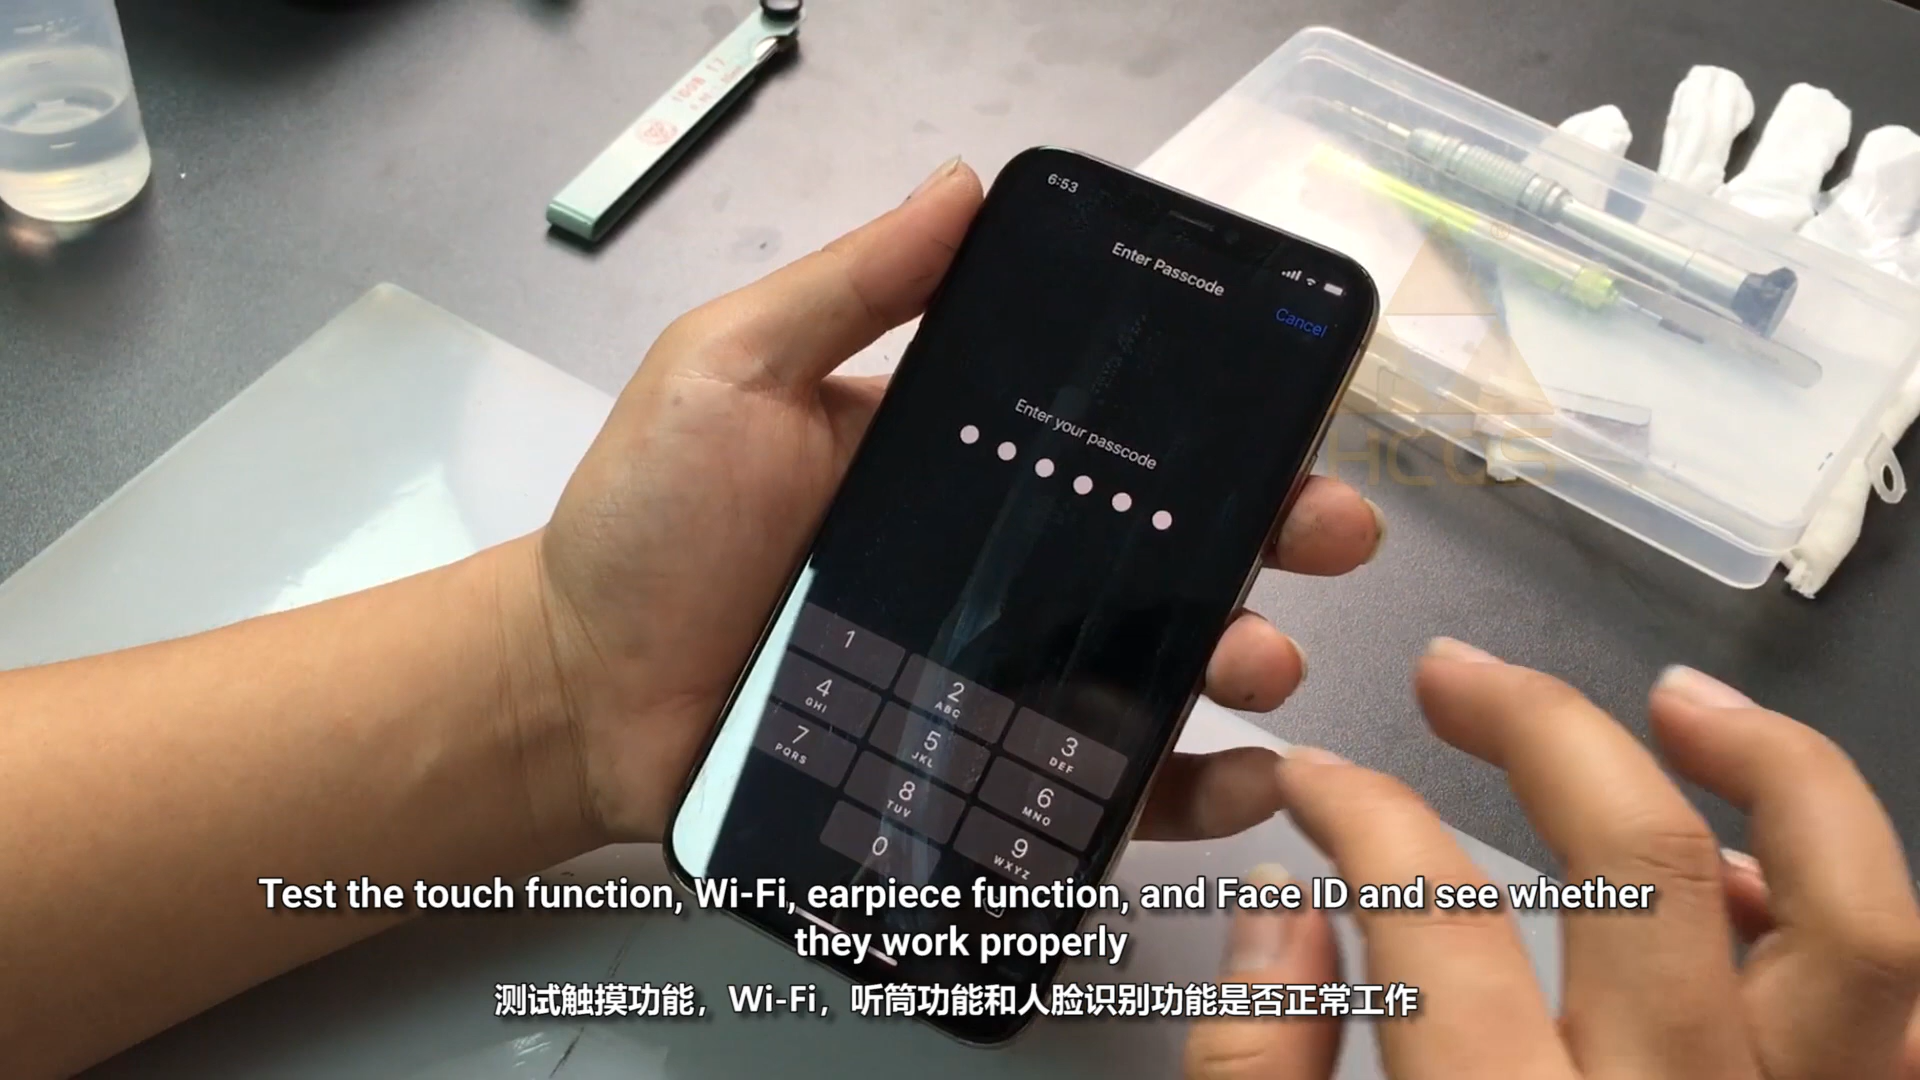 1008 17
6:53
Enter Passcode
Cancel
Enter your passcode
1
2
ABC
3
DEF
4
GHI
5
JKL
6
MNO
7
PQRS
8
TUV
9
WXYZ
0
HCQS
Test the touch function, Wi-Fi, earpiece function, and Face ID and see whether
they work properly
测试触摸功能，Wi-Fi，听筒功能和人脸识别功能是否正常工作